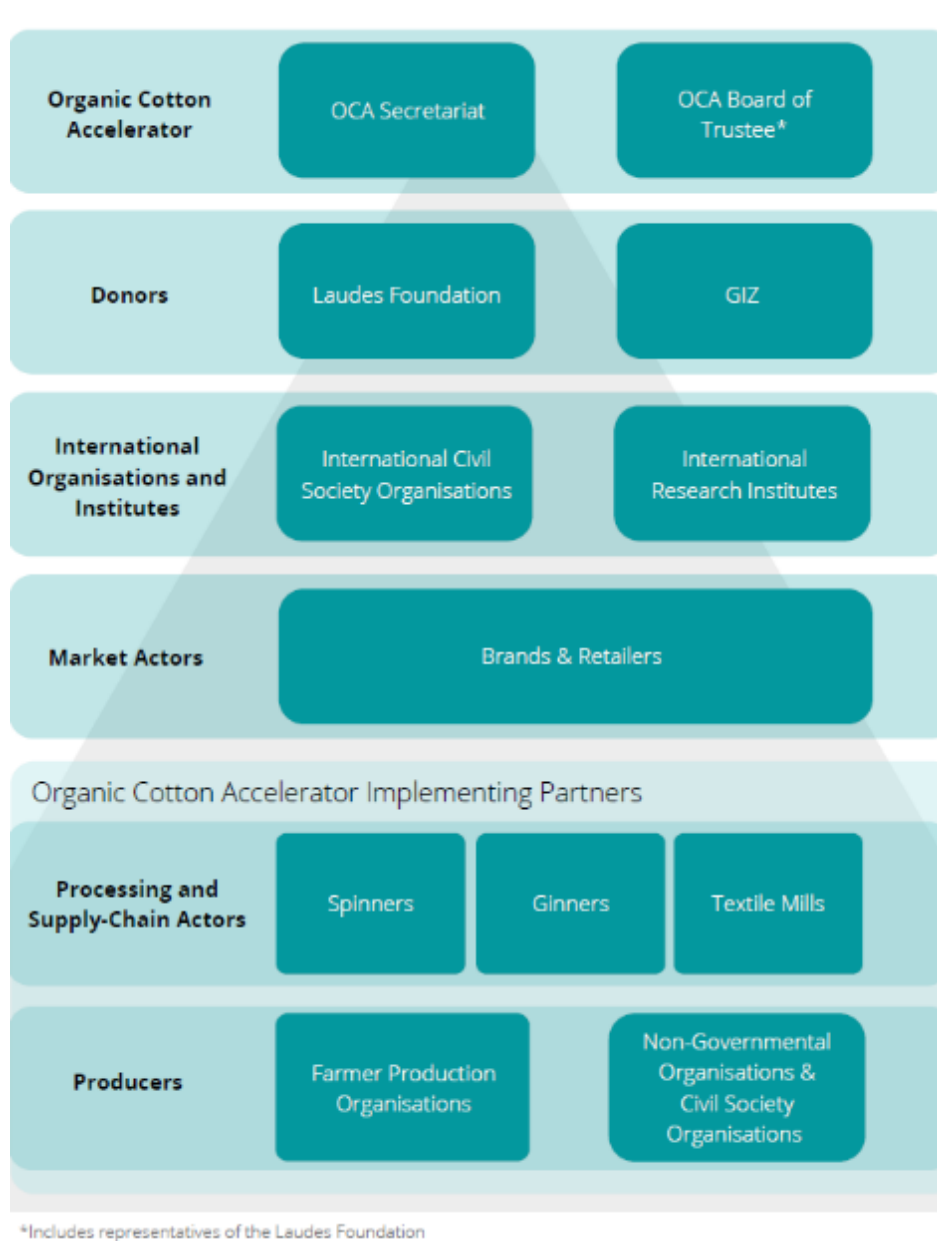 Organic Cotton
Accelerator
OCA Secretariat
OCA Board of
Trustee*
Donors
Laudes Foundation
GIZ
International
Organisations and
Institutes
International Civil
Society Organisations
International
Research Institutes
Market Actors
Brands & Retailers
Organic Cotton Accelerator Implementing Partners
Processing and
Supply-Chain Actors
Spinners
Ginners
Textile Mills
Producers
Farmer Production
Organisations
Non-Governmental
Organisations &
Civil Society
Organisations
*Includes representatives of the Laudes Foundation